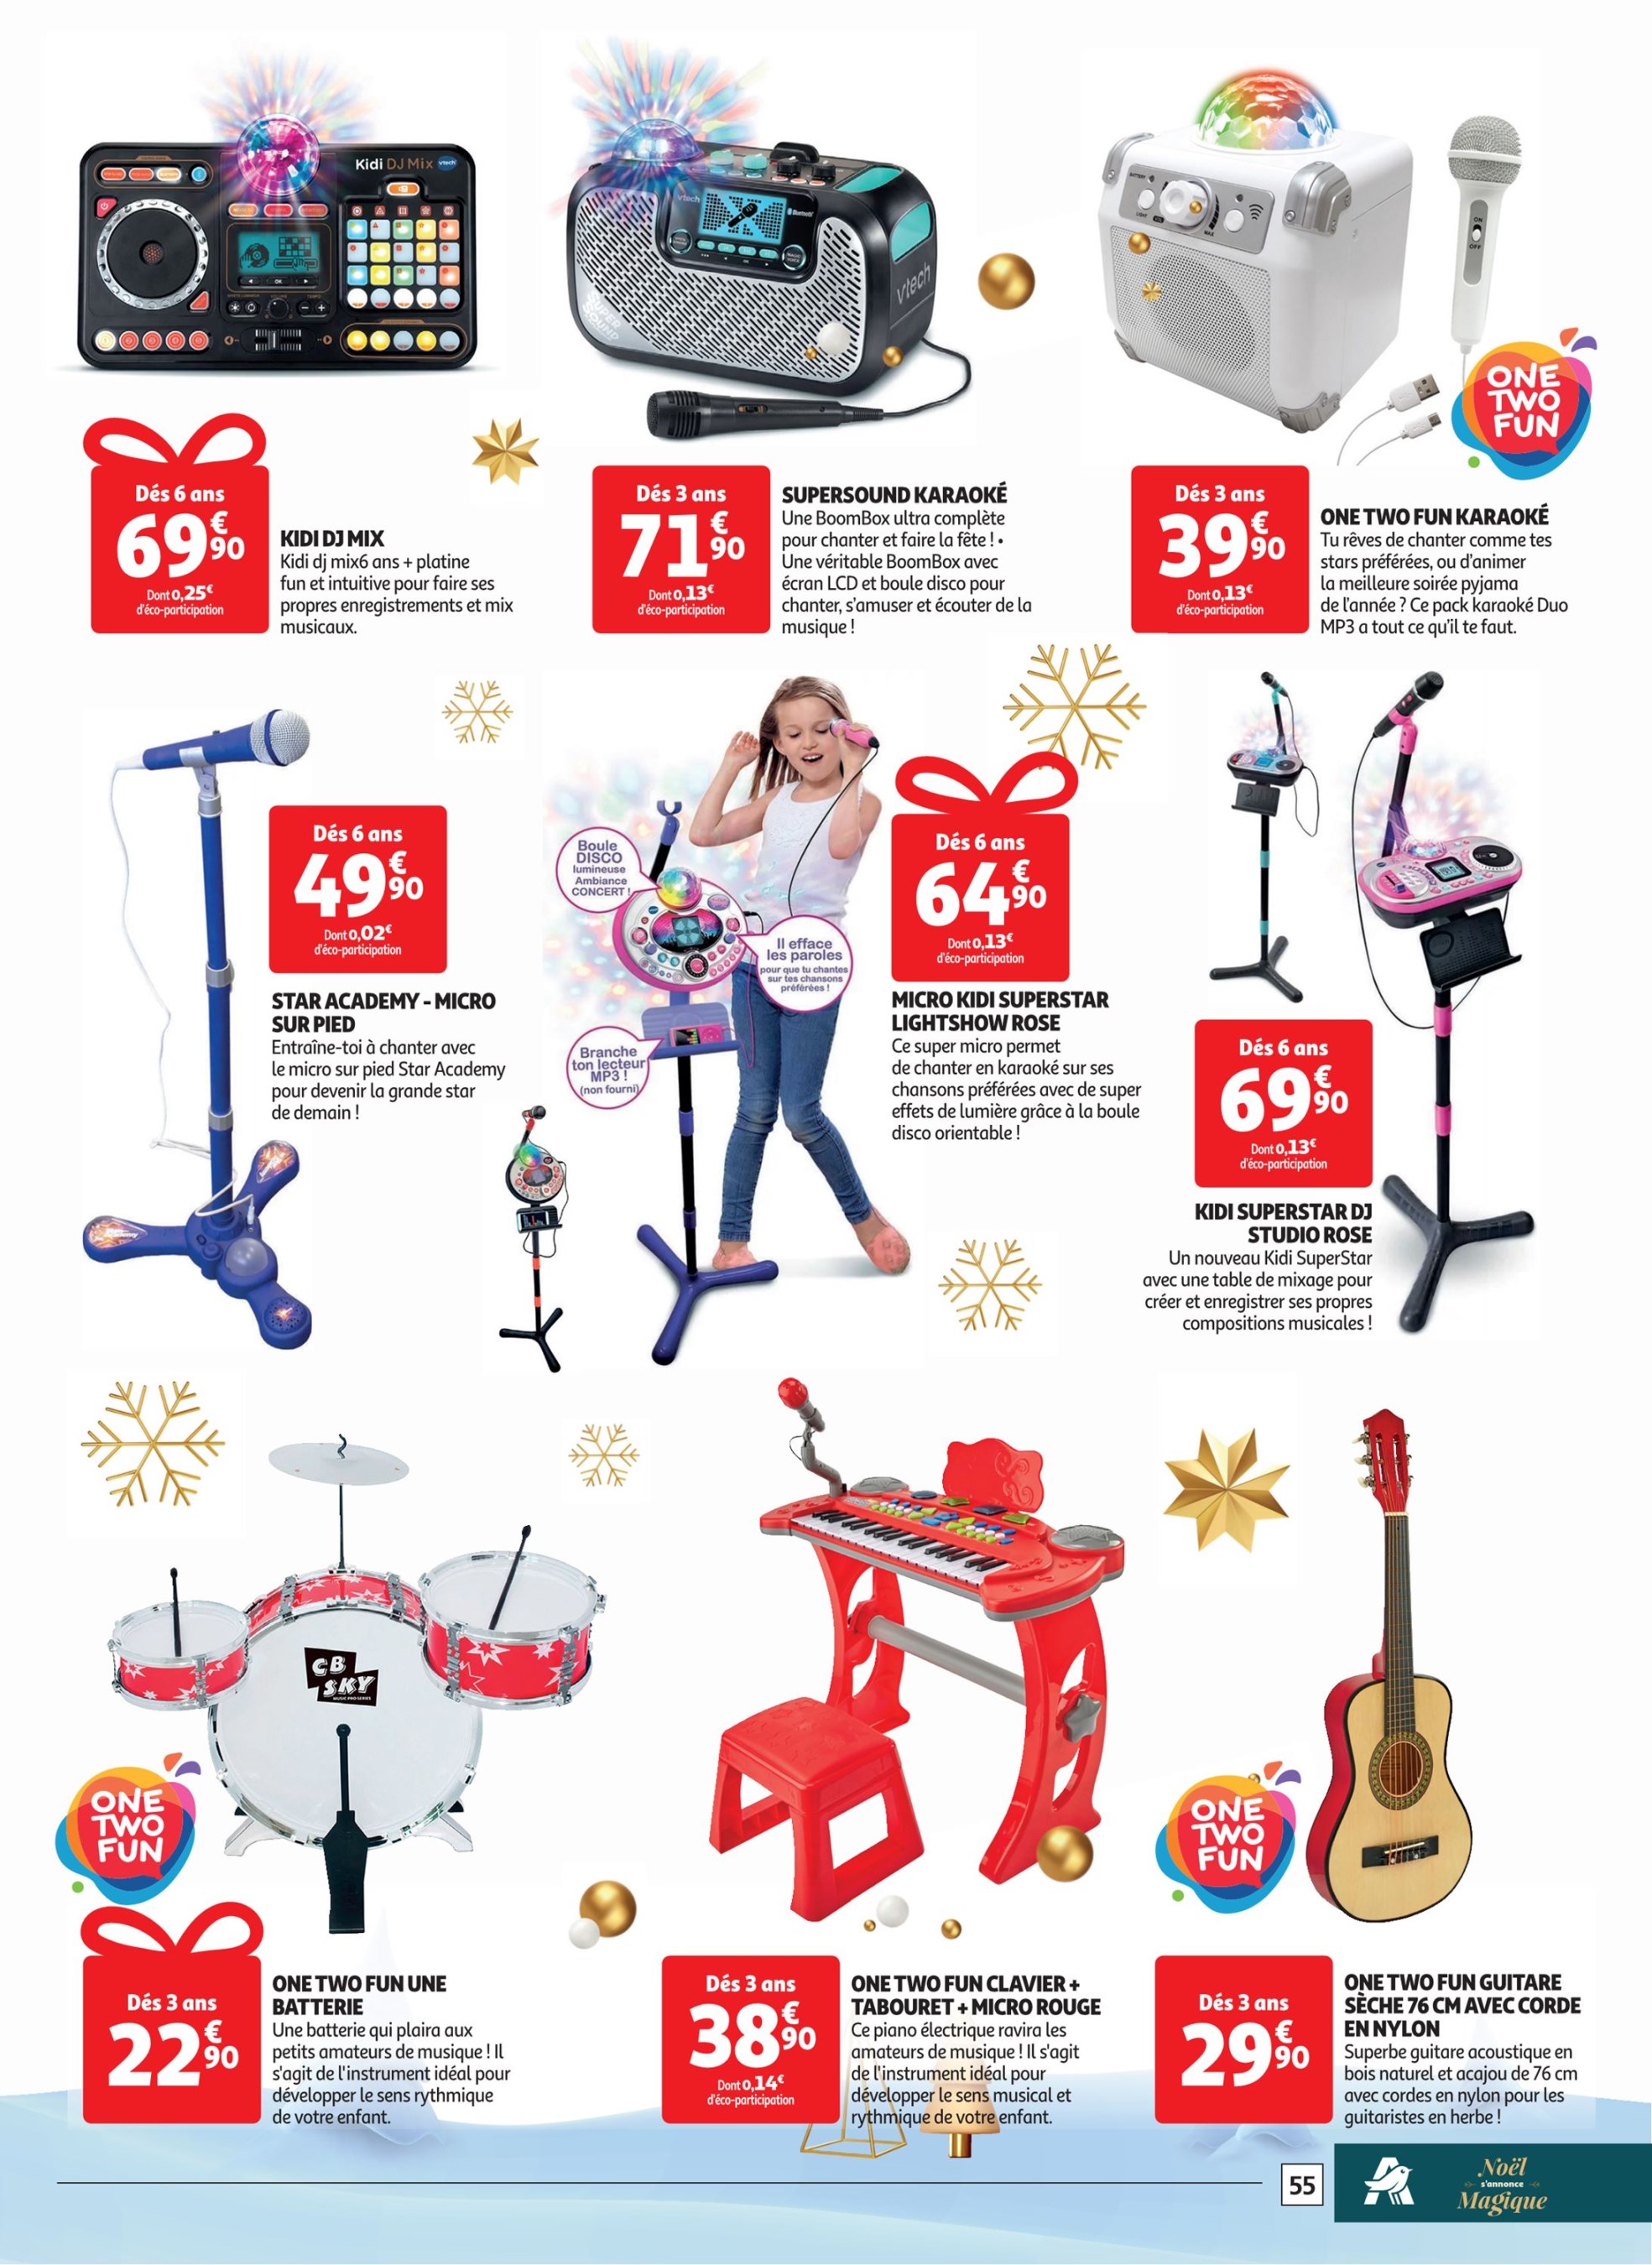 Kidi DJ Mix vtech
vtech
Bluetooth
vtech
SUPER
SOUND
BATTERY
LIGHT
VOL
MAX
ON
OFF
ONE
TWO
FUN
Dés 6 ans
69€90
Dont 0,25€
d'éco-participation
KIDI DJ MIX
Kidi dj mix6 ans + platine
fun et intuitive pour faire ses
propres enregistrements et mix
musicaux.
Dés 3 ans
71€90
Dont 0,13€
d'éco-participation
SUPERSOUND KARAOKÉ
Une BoomBox ultra complète
pour chanter et faire la fête ! •
Une véritable BoomBox avec
écran LCD et boule disco pour
chanter, s'amuser et écouter de la
musique !
Dés 3 ans
39€90
Dont 0,13€
d'éco-participation
ONE TWO FUN KARAOKÉ
Tu rêves de chanter comme tes
stars préférées, ou d'animer
la meilleure soirée pyjama
de l'année ? Ce pack karaoké Duo
MP3 a tout ce qu'il te faut.
Dés 6 ans
49€90
Dont 0,02€
d'éco-participation
STAR ACADEMY - MICRO
SUR PIED
Entraîne-toi à chanter avec
le micro sur pied Star Academy
pour devenir la grande star
de demain !
Boule
DISCO
lumineuse
Ambiance
CONCERT !
Il efface
les paroles
pour que tu chantes
sur tes chansons
préférées !
Branche
ton lecteur
MP3 !
(non fourni)
Dés 6 ans
64€90
Dont 0,13€
d'éco-participation
MICRO KIDI SUPERSTAR
LIGHTSHOW ROSE
Ce super micro permet
de chanter en karaoké sur ses
chansons préférées avec de super
effets de lumière grâce à la boule
disco orientable !
Dés 6 ans
69€90
Dont 0,13€
d'éco-participation
KIDI SUPERSTAR DJ
STUDIO ROSE
Un nouveau Kidi SuperStar
avec une table de mixage pour
créer et enregistrer ses propres
compositions musicales !
CB
SKY
MUSIC PRO SERIES
ONE
TWO
FUN
Dés 3 ans
22€90
ONE TWO FUN UNE
BATTERIE
Une batterie qui plaira aux
petits amateurs de musique ! Il
s'agit de l'instrument idéal pour
développer le sens rythmique
de votre enfant.
Dés 3 ans
38€90
Dont 0,14€
d'éco-participation
ONE TWO FUN CLAVIER +
TABOURET + MICRO ROUGE
Ce piano électrique ravira les
amateurs de musique ! Il s'agit
de l'instrument idéal pour
développer le sens musical et
rythmique de votre enfant.
ONE
TWO
FUN
Dés 3 ans
29€90
ONE TWO FUN GUITARE
SÈCHE 76 CM AVEC CORDE
EN NYLON
Superbe guitare acoustique en
bois naturel et acajou de 76 cm
avec cordes en nylon pour les
guitaristes en herbe !
55
Noël
s'annonce
Magique